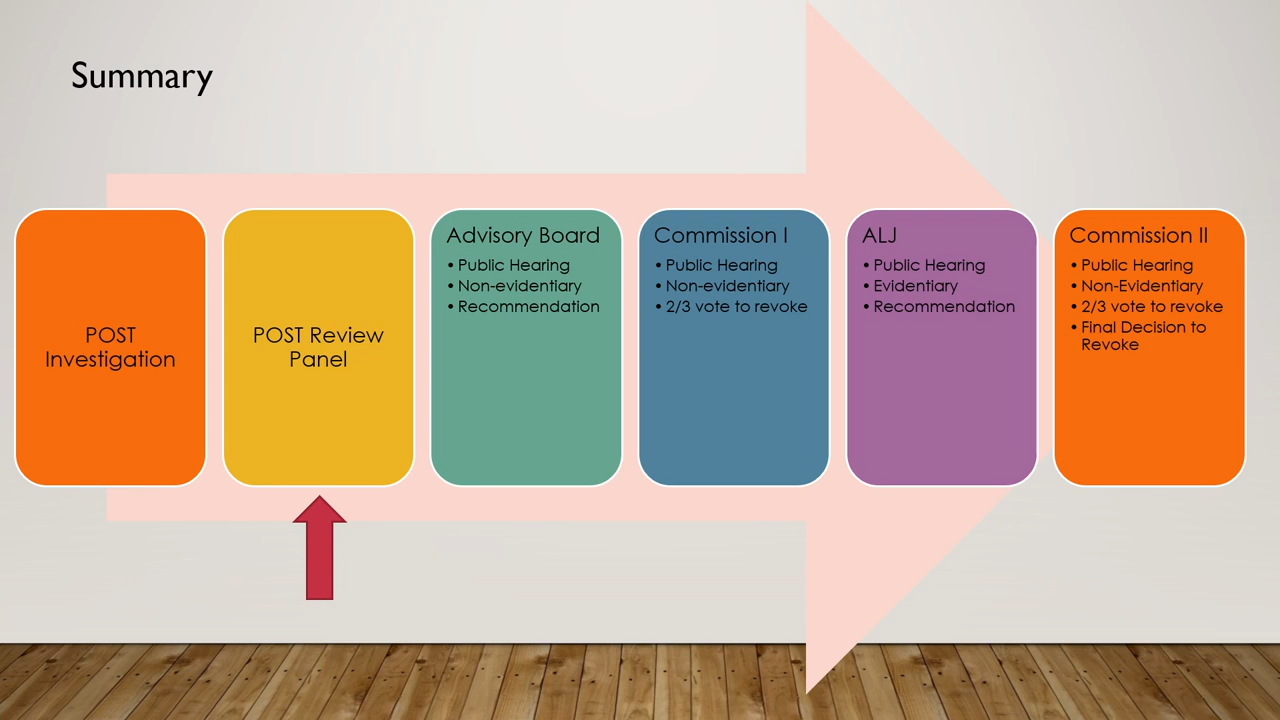 Summary
POST
Investigation
POST Review
Panel
Advisory Board
• Public Hearing
• Non-evidentiary
• Recommendation
Commission I
• Public Hearing
• Non-evidentiary
• 2/3 vote to revoke
ALJ
• Public Hearing
• Evidentiary
• Recommendation
Commission II
• Public Hearing
• Non-Evidentiary
• 2/3 vote to revoke
• Final Decision to
Revoke